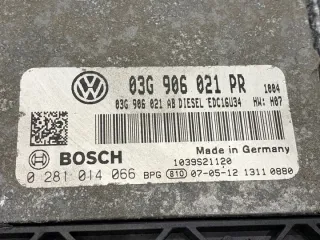 03G 906 021 PR 1804
03G 906 021 AB DIESEL EDC16U34 HW: H07
Made in Germany
BOSCH 1039S21120
0 281 014 066 BPG 810 07-05-12 1311 0880